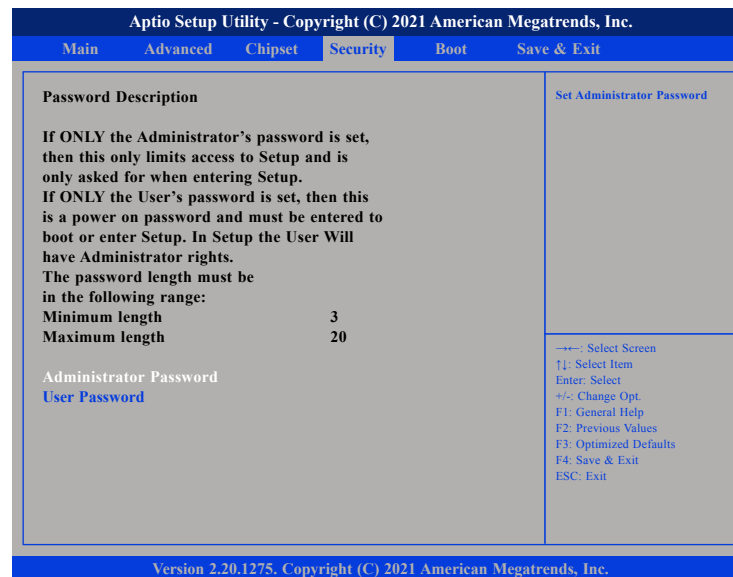 Aptio Setup Utility - Copyright (C) 2021 American Megatrends, Inc.
Main Advanced Chipset Security Boot Save & Exit
Password Description
If ONLY the Administrator’s password is set,
then this only limits access to Setup and is
only asked for when entering Setup.
If ONLY the User’s password is set, then this
is a power on password and must be entered to
boot or enter Setup. In Setup the User Will
have Administrator rights.
The password length must be
in the following range:
Minimum length 3
Maximum length 20
Administrator Password
User Password
Set Administrator Password
→←: Select Screen
↑↓: Select Item
Enter: Select
+/-: Change Opt.
F1: General Help
F2: Previous Values
F3: Optimized Defaults
F4: Save & Exit
ESC: Exit
Version 2.20.1275. Copyright (C) 2021 American Megatrends, Inc.